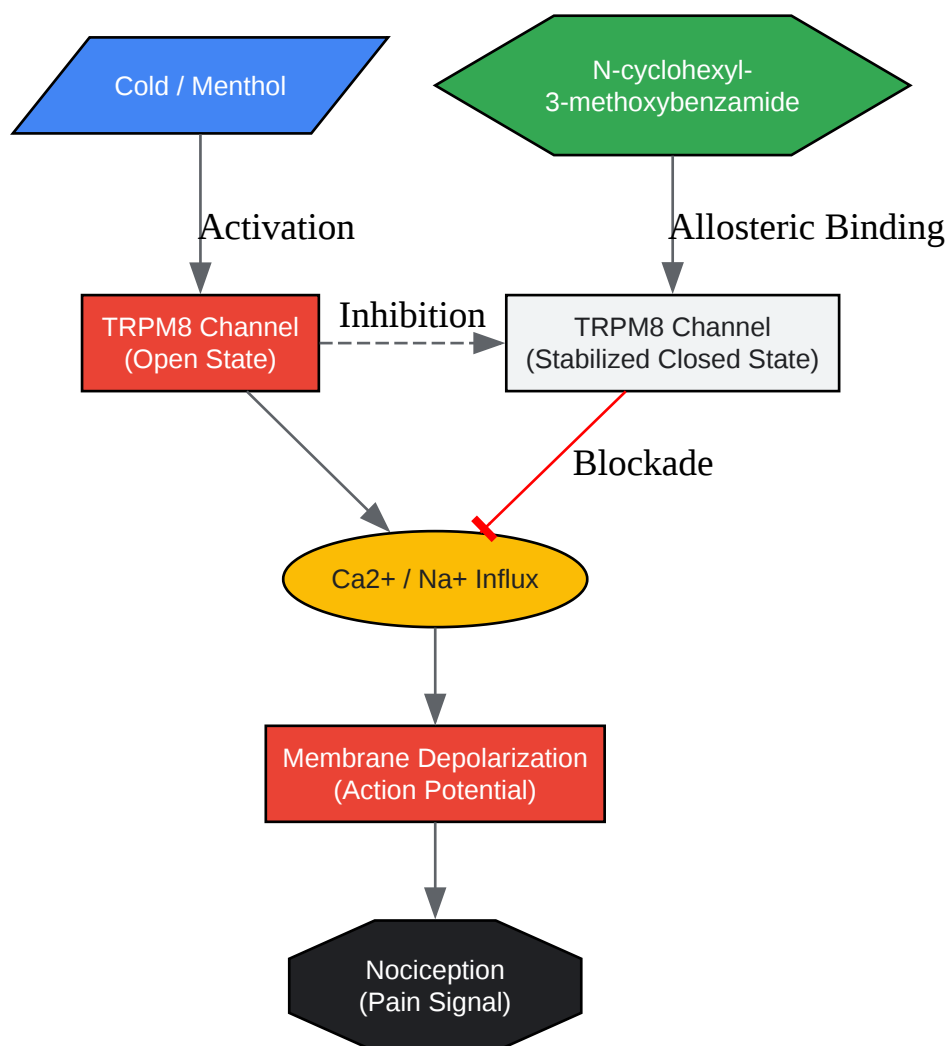 Cold / Menthol
N-cyclohexyl-
3-methoxybenzamide
Activation
Allosteric Binding
TRPM8 Channel
(Open State)
Inhibition
TRPM8 Channel
(Stabilized Closed State)
Blockade
Ca2+ / Na+ Influx
Membrane Depolarization
(Action Potential)
Nociception
(Pain Signal)